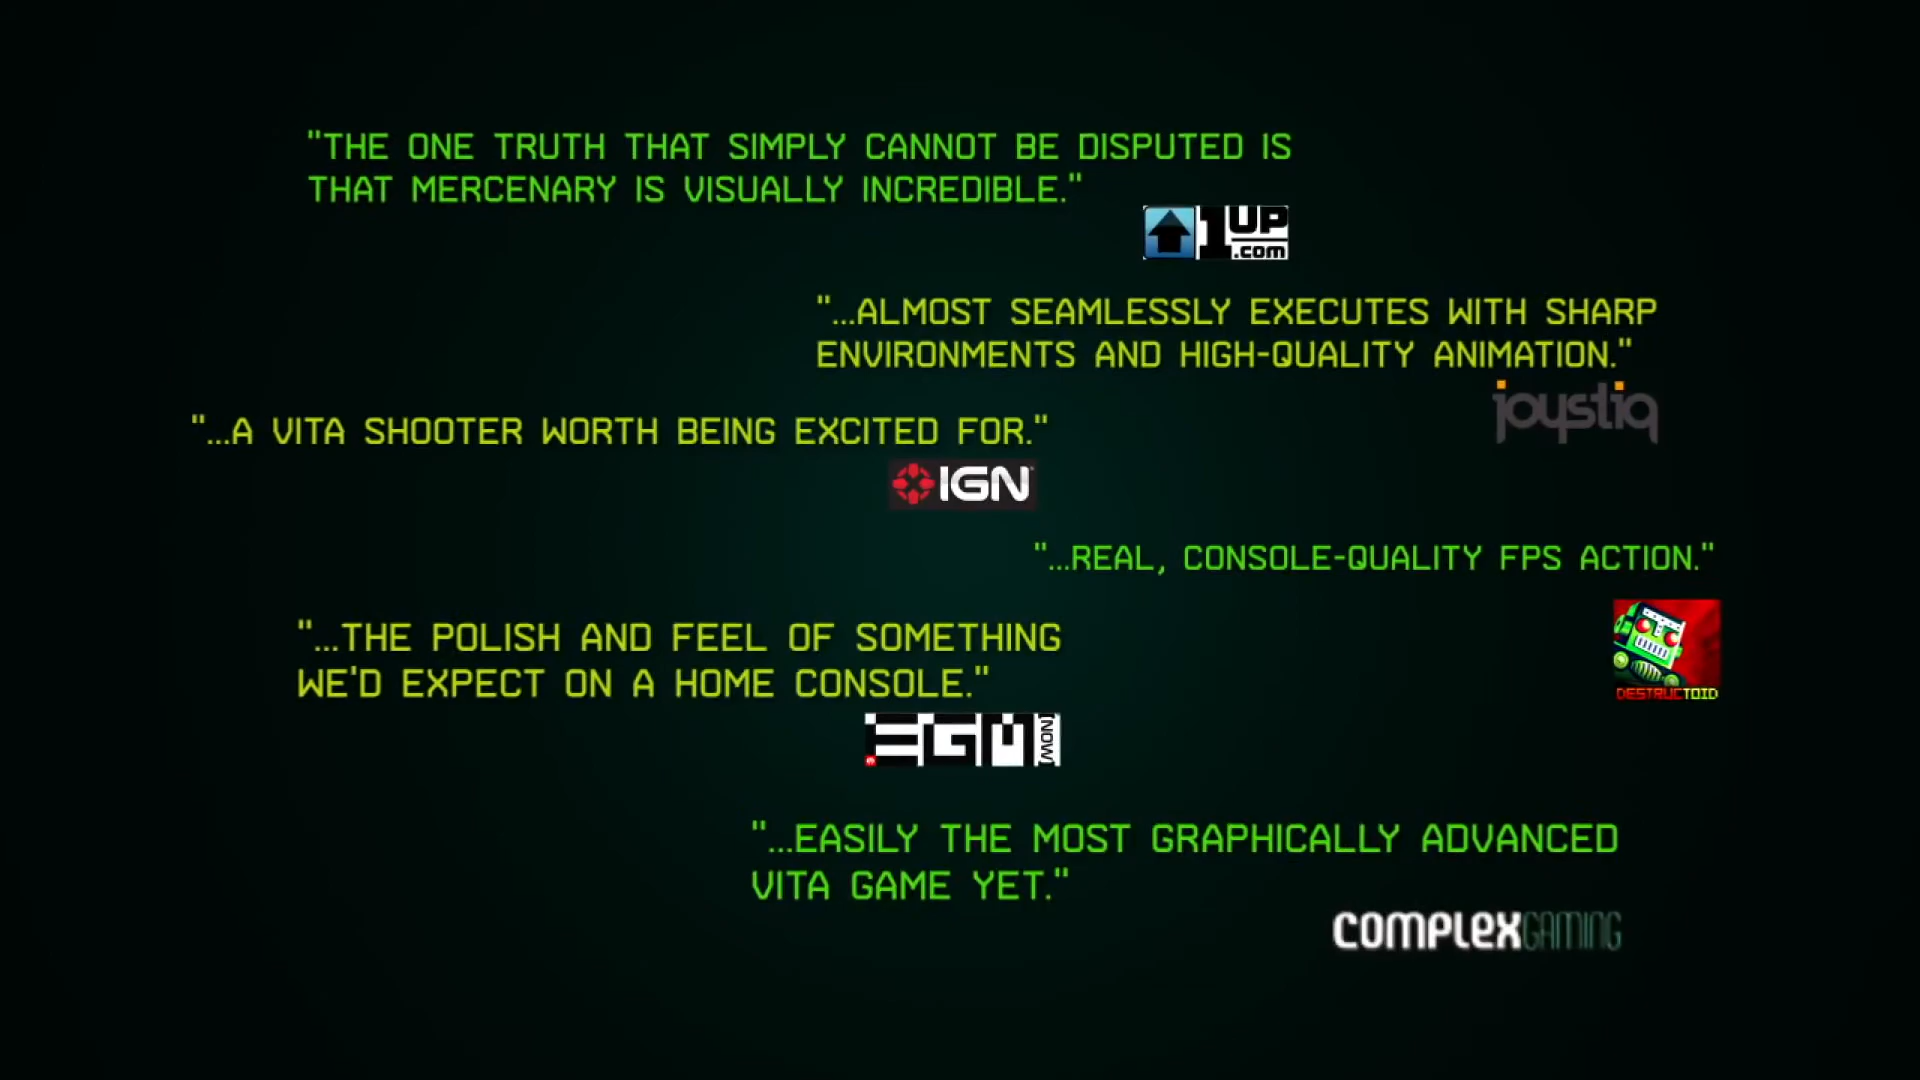 "THE ONE TRUTH THAT SIMPLY CANNOT BE DISPUTED IS
THAT MERCENARY IS VISUALLY INCREDIBLE."
1UP
.com
"...ALMOST SEAMLESSLY EXECUTES WITH SHARP
ENVIRONMENTS AND HIGH-QUALITY ANIMATION."
joystiq
"...A VITA SHOOTER WORTH BEING EXCITED FOR."
IGN
"...REAL, CONSOLE-QUALITY FPS ACTION."
DESTRUCTOID
"...THE POLISH AND FEEL OF SOMETHING
WE'D EXPECT ON A HOME CONSOLE."
EGM NOW
"...EASILY THE MOST GRAPHICALLY ADVANCED
VITA GAME YET."
COMPLEX GAMING